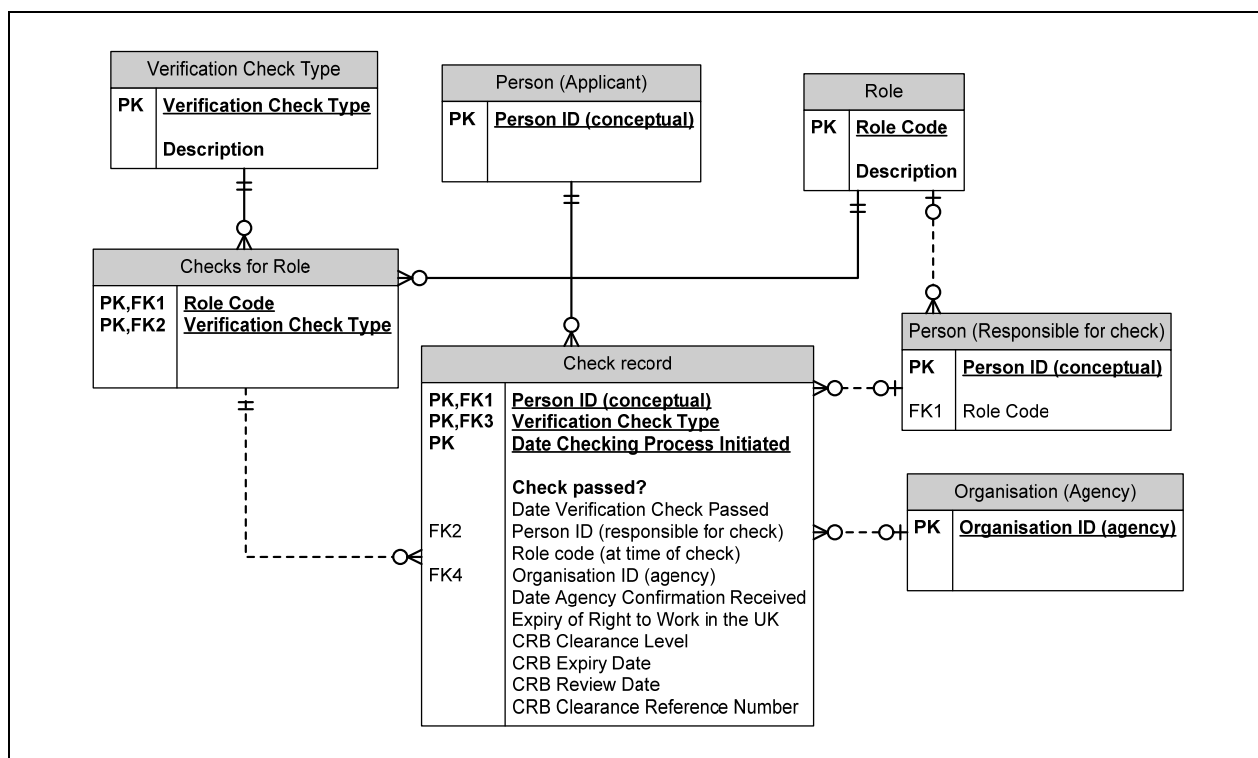 Verification Check Type
PK Verification Check Type
Description
Person (Applicant)
PK Person ID (conceptual)
Role
PK Role Code
Description
Checks for Role
PK,FK1 Role Code
PK,FK2 Verification Check Type
Person (Responsible for check)
PK Person ID (conceptual)
FK1 Role Code
Check record
PK,FK1 Person ID (conceptual)
PK,FK3 Verification Check Type
PK Date Checking Process Initiated
Check passed?
Date Verification Check Passed
FK2 Person ID (responsible for check)
Role code (at time of check)
FK4 Organisation ID (agency)
Date Agency Confirmation Received
Expiry of Right to Work in the UK
CRB Clearance Level
CRB Expiry Date
CRB Review Date
CRB Clearance Reference Number
Organisation (Agency)
PK Organisation ID (agency)